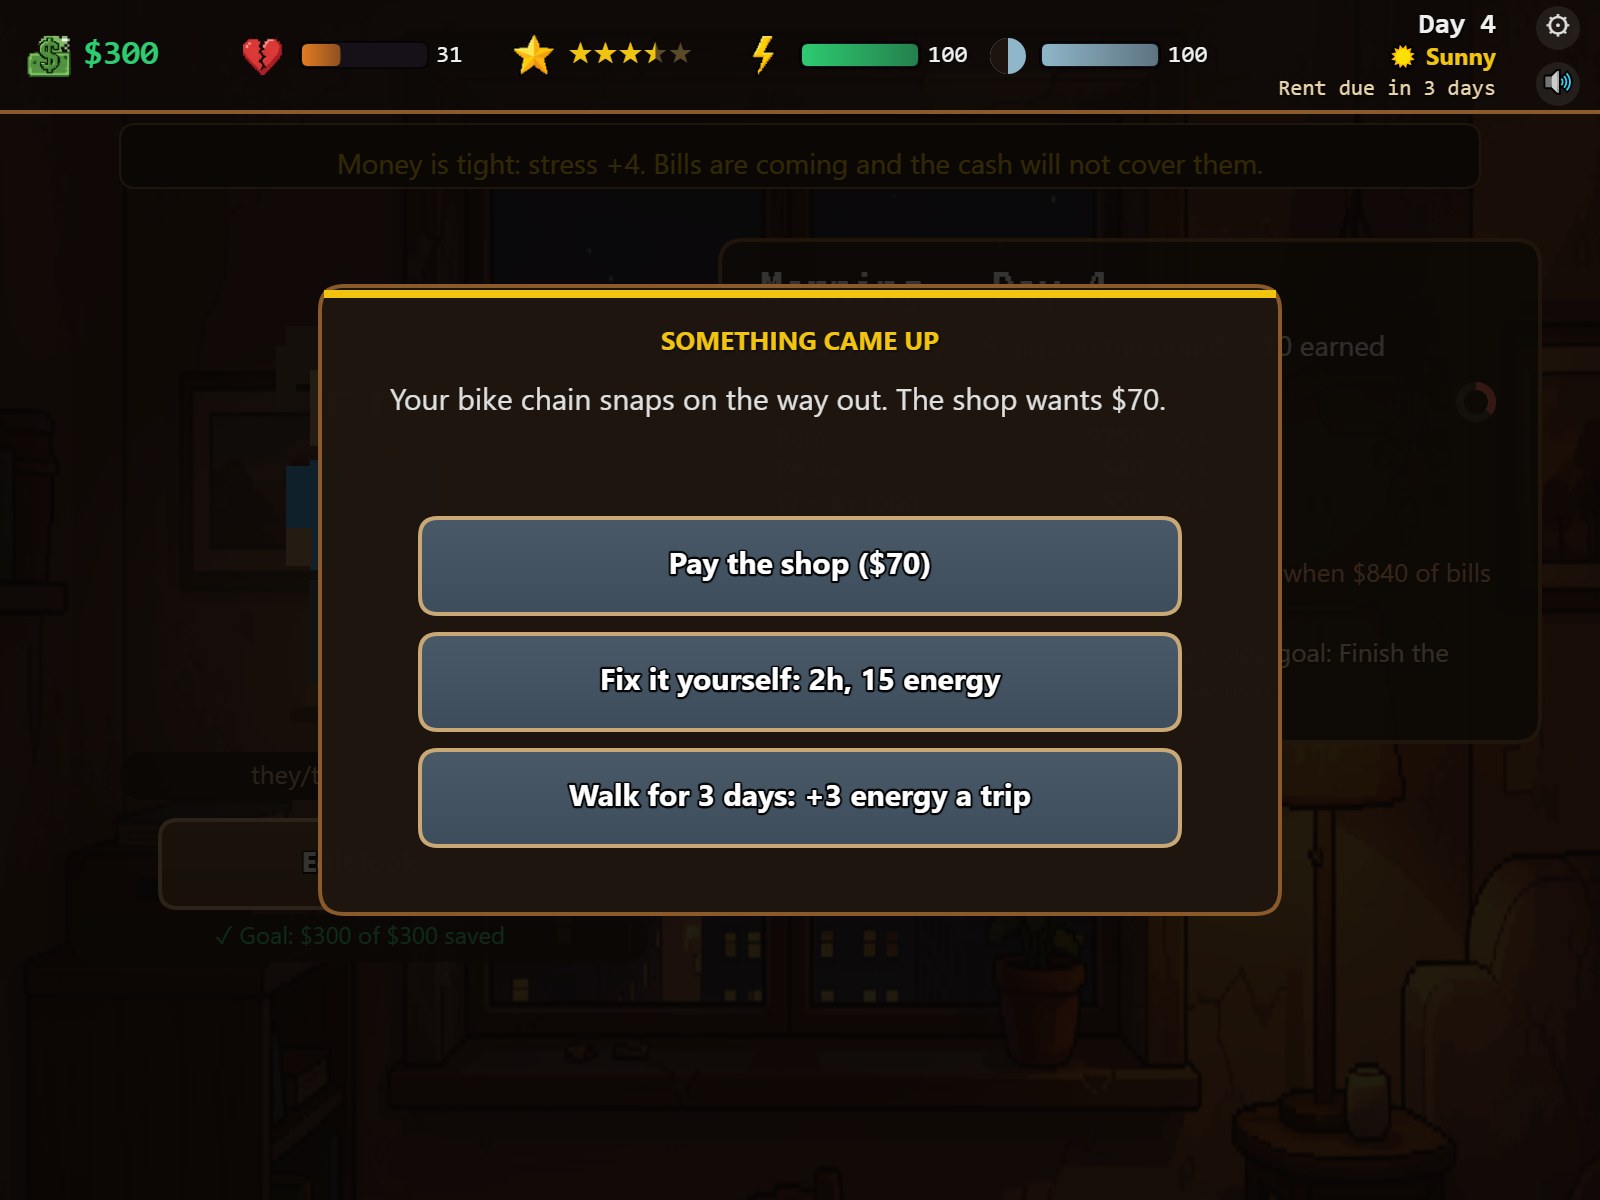 $300
31
100
100
Day 4
Sunny
Rent due in 3 days
Money is tight: stress +4. Bills are coming and the cash will not cover them.
Morning Day 4
earned
SOMETHING CAME UP
Your bike chain snaps on the way out. The shop wants $70.
Pay the shop ($70)
when $840 of bills
Fix it yourself: 2h, 15 energy
goal: Finish the
Walk for 3 days: +3 energy a trip
✓ Goal: $300 of $300 saved